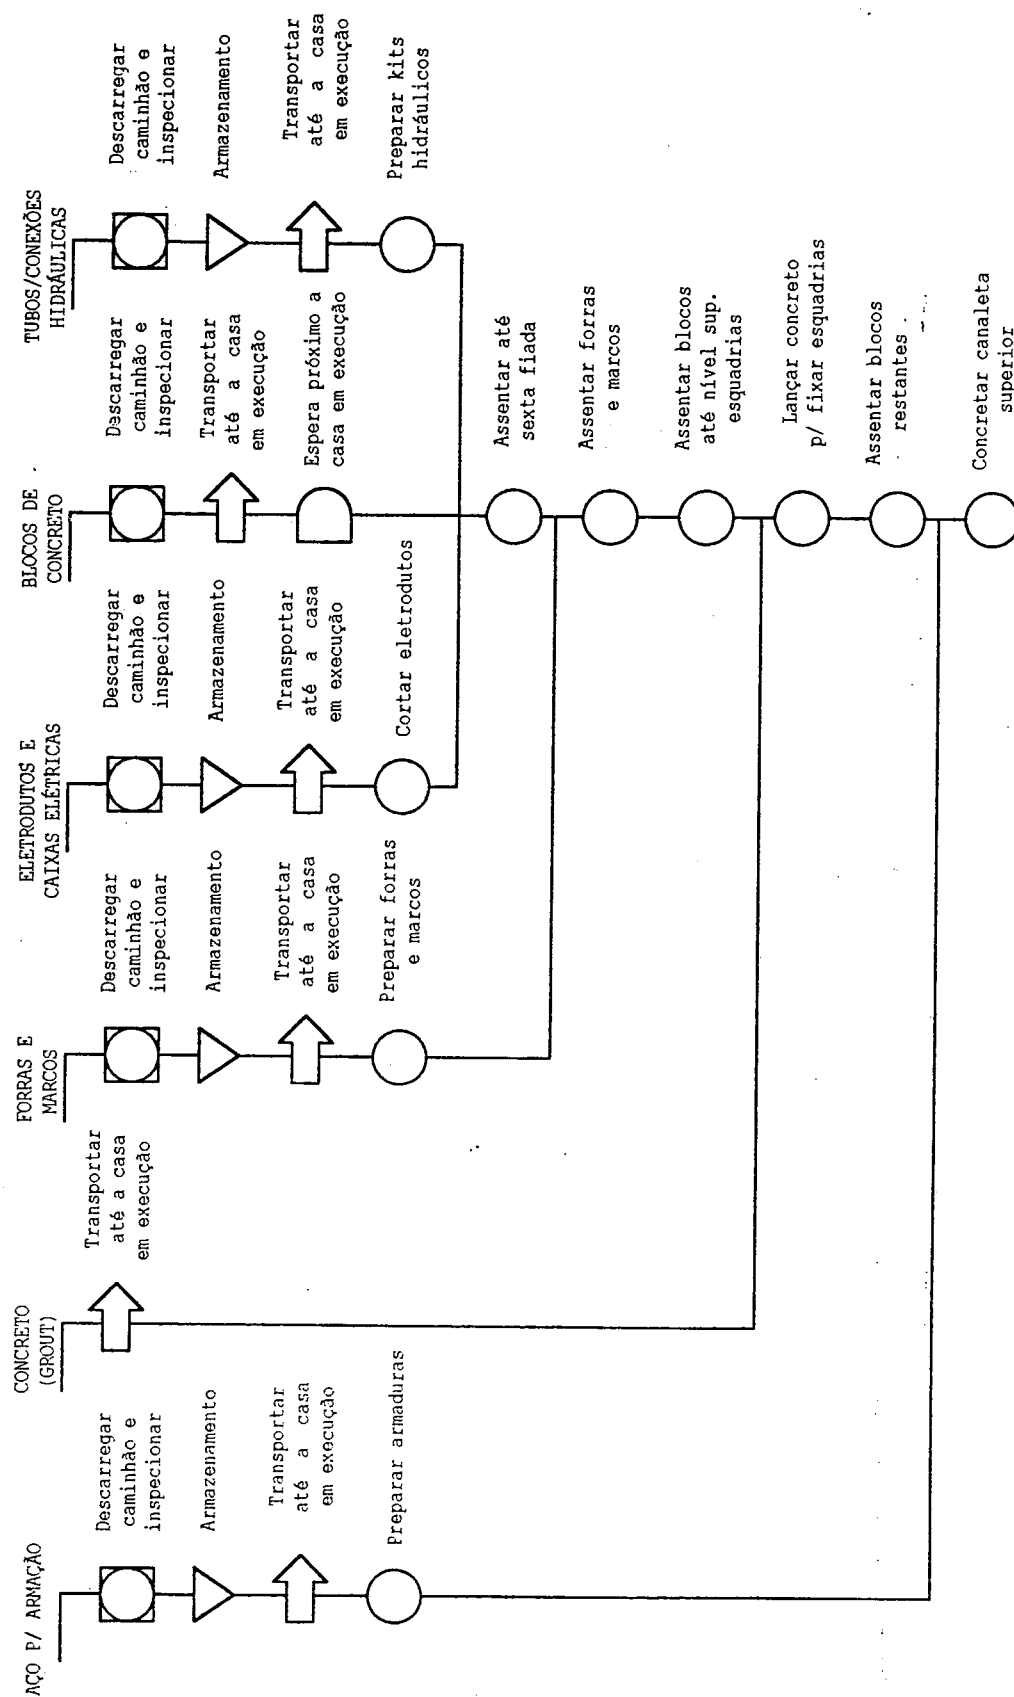 AÇO P/ ARMAÇÃO
Descarregar
caminhão e
inspecionar
Armazenamento
Transportar
até a casa
em execução
Preparar armaduras
CONCRETO
(GROUT)
Transportar
até a casa
em execução
FORRAS E
MARCOS
Descarregar
caminhão e
inspecionar
Armazenamento
Transportar
até a casa
em execução
Preparar forras
e marcos
ELETRODUTOS E
CAIXAS ELÉTRICAS
Descarregar
caminhão e
inspecionar
Armazenamento
Transportar
até a casa
em execução
Cortar eletrodutos
BLOCOS DE
CONCRETO
Descarregar
caminhão e
inspecionar
Transportar
até a casa
em execução
Espera próximo a
casa em execução
TUBOS/CONEXÕES
HIDRÁULICAS
Descarregar
caminhão e
inspecionar
Armazenamento
Transportar
até a casa
em execução
Preparar kits
hidráulicos
Assentar até
sexta fiada
Assentar forras
e marcos
Assentar blocos
até nível sup.
esquadrias
Lançar concreto
p/ fixar esquadrias
Assentar blocos
restantes
Concretar canaleta
superior